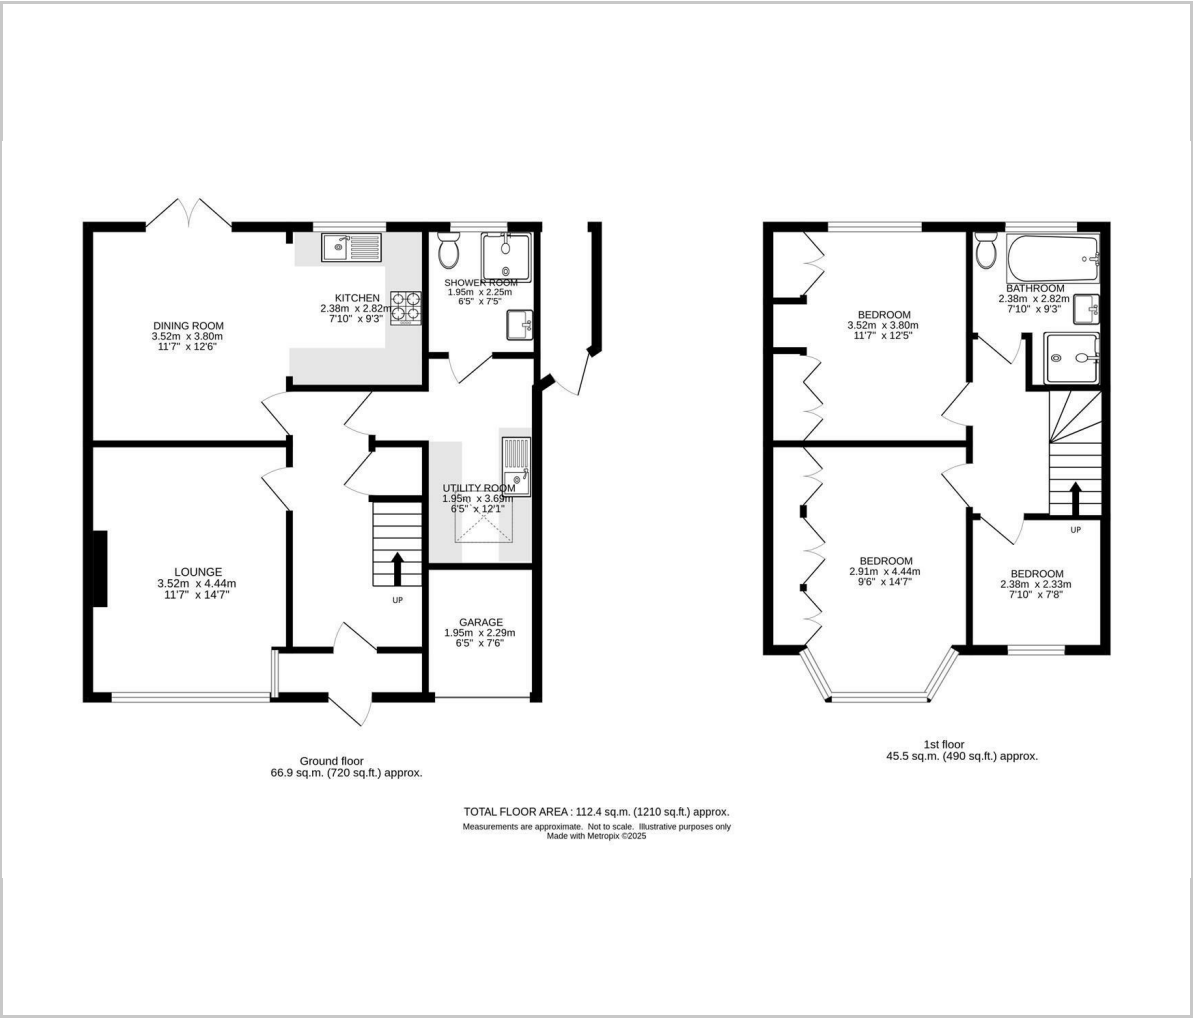 DINING ROOM
3.52m x 3.80m
11'7" x 12'6"
KITCHEN
2.38m x 2.82m
7'10" x 9'3"
SHOWER ROOM
1.95m x 2.25m
6'5" x 7'5"
UTILITY ROOM
1.95m x 3.69m
6'5" x 12'1"
LOUNGE
3.52m x 4.44m
11'7" x 14'7"
UP
GARAGE
1.95m x 2.29m
6'5" x 7'6"
Ground floor
66.9 sq.m. (720 sq.ft.) approx.
BEDROOM
3.52m x 3.80m
11'7" x 12'5"
BATHROOM
2.38m x 2.82m
7'10" x 9'3"
UP
BEDROOM
2.91m x 4.44m
9'6" x 14'7"
BEDROOM
2.38m x 2.33m
7'10" x 7'8"
1st floor
45.5 sq.m. (490 sq.ft.) approx.
TOTAL FLOOR AREA : 112.4 sq.m. (1210 sq.ft.) approx.
Measurements are approximate. Not to scale. Illustrative purposes only
Made with Metropix ©2025